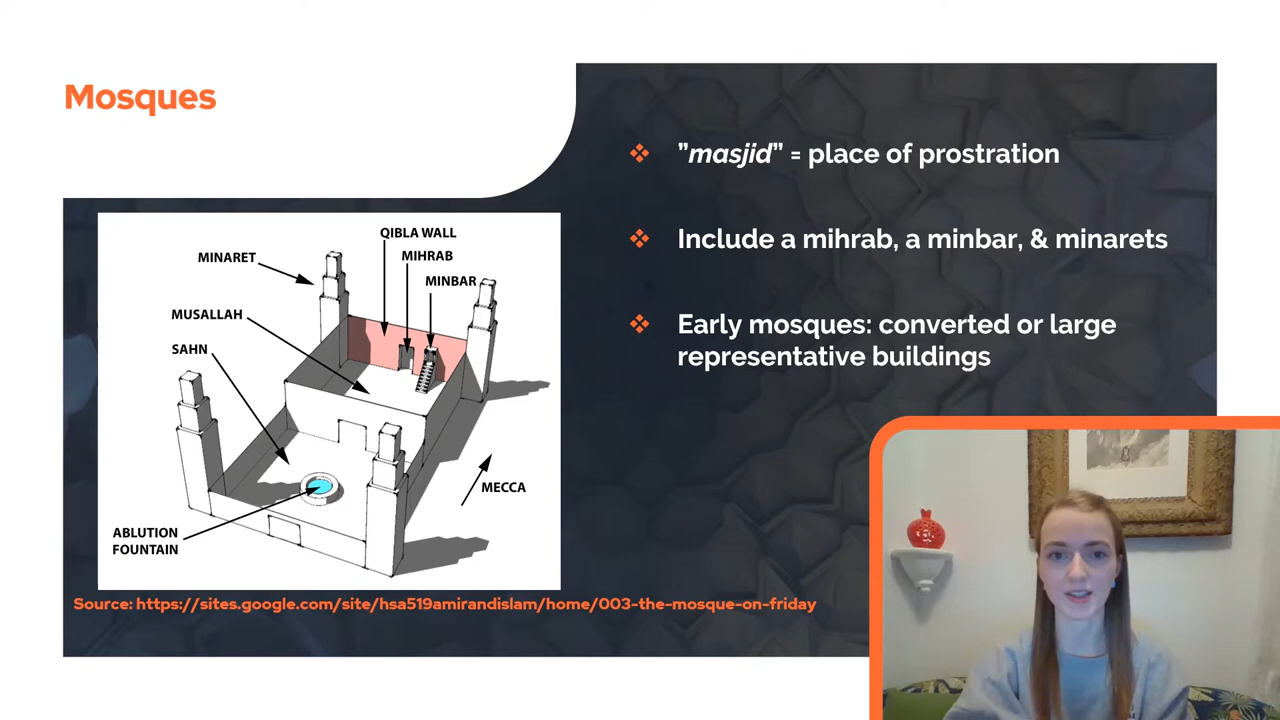 Mosques
”masjid” = place of prostration
Include a mihrab, a minbar, & minarets
Early mosques: converted or large
representative buildings
QIBLA WALL
MINARET
MIHRAB
MINBAR
MUSALLAH
SAHN
MECCA
ABLUTION
FOUNTAIN
Source: https://sites.google.com/site/hsa519amirandislam/home/003-the-mosque-on-friday